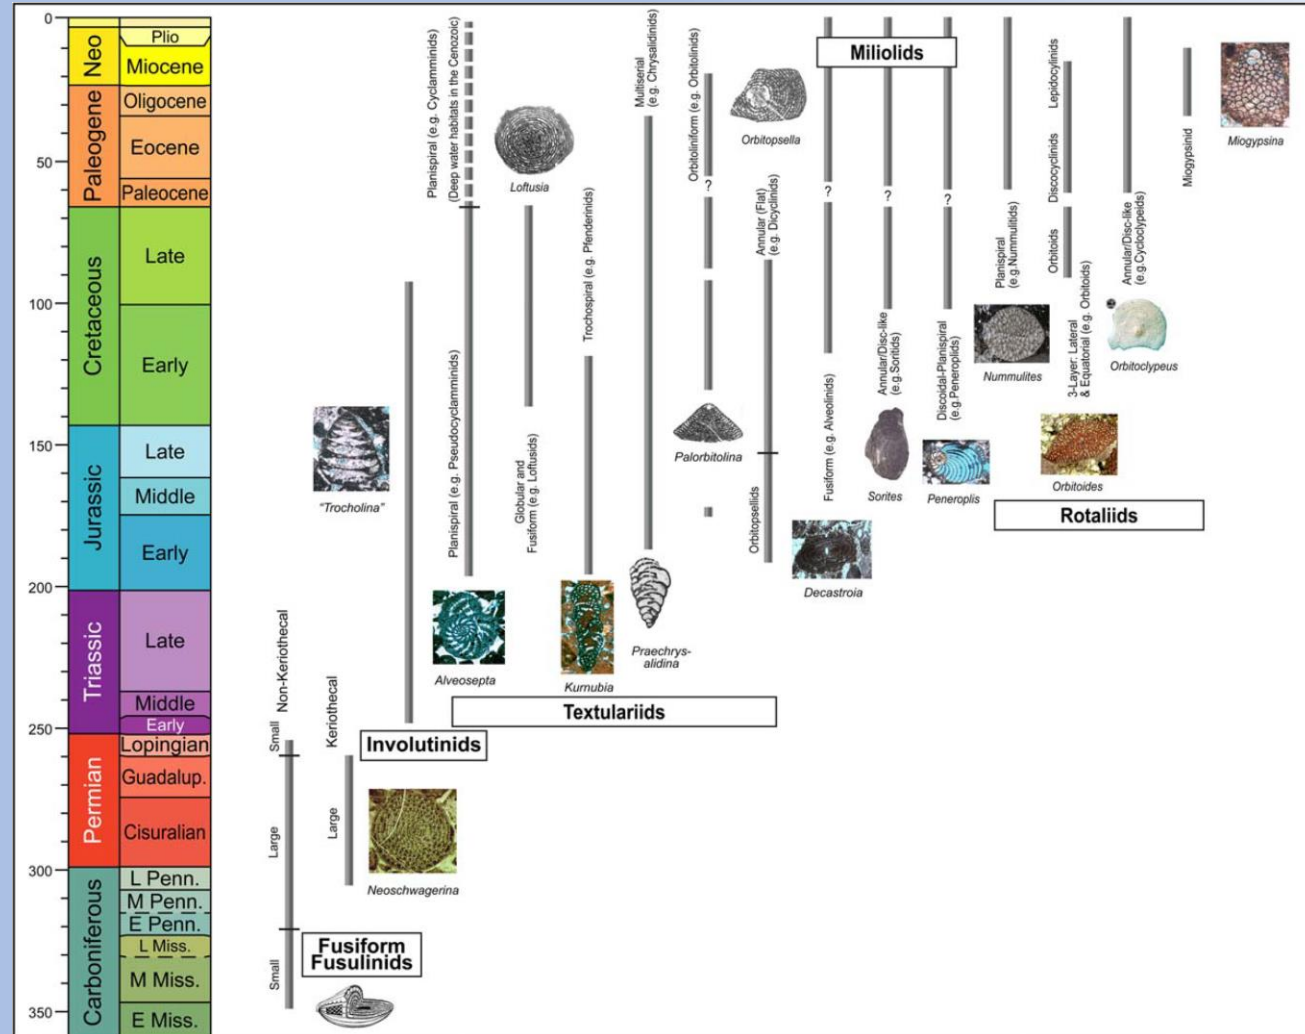 0
50
100
150
200
250
300
350
Neo
Paleogene
Cretaceous
Jurassic
Triassic
Permian
Carboniferous
Plio
Miocene
Oligocene
Eocene
Paleocene
Late
Early
Late
Middle
Early
Late
Middle
Early
Lopingian
Guadalup.
Cisuralian
L Penn.
M Penn.
E Penn.
L Miss.
M Miss.
E Miss.
Non-Keriothecal
Small
Large
Small
Keriothecal
Large
Neoschwagerina
Fusiform
Fusulinids
Involutinids
"Trocholina"
Planispiral (e.g. Cyclamminids)
(Deep water habitats in the Cenozoic)
Planispiral (e.g. Pseudocyclamminids)
Alveosepta
Loftusia
Globular and
Fusiform (e.g. Loftusids)
Trochospiral (e.g. Pfenderinids)
Kurnubia
Multiserial
(e.g. Chrysalidinids)
Praechrys-
alidina
Orbitoliniform (e.g. Orbitolinids)
?
Palorbitolina
Orbitopsella
Annular (Flat)
(e.g. Dicyclinids)
Orbitopsellids
Decastroia
Textulariids
Miliolids
?
Fusiform (e.g. Alveolinids)
?
Annular/Disc-like
(e.g.Soritids)
Sorites
?
Discoidal-Planispiral
(e.g.Peneroplids)
Peneroplis
Planispiral
(e.g.Nummulitids)
Nummulites
Lepidocylinids
Discocyclinids
Orbitoids
3-Layer: Lateral
& Equatorial (e.g. Orbitoids)
Orbitoides
Annular/Disc-like
(e.g.Cycloclypeids)
Orbitoclypeus
Miogypsinid
Miogypsina
Rotaliids